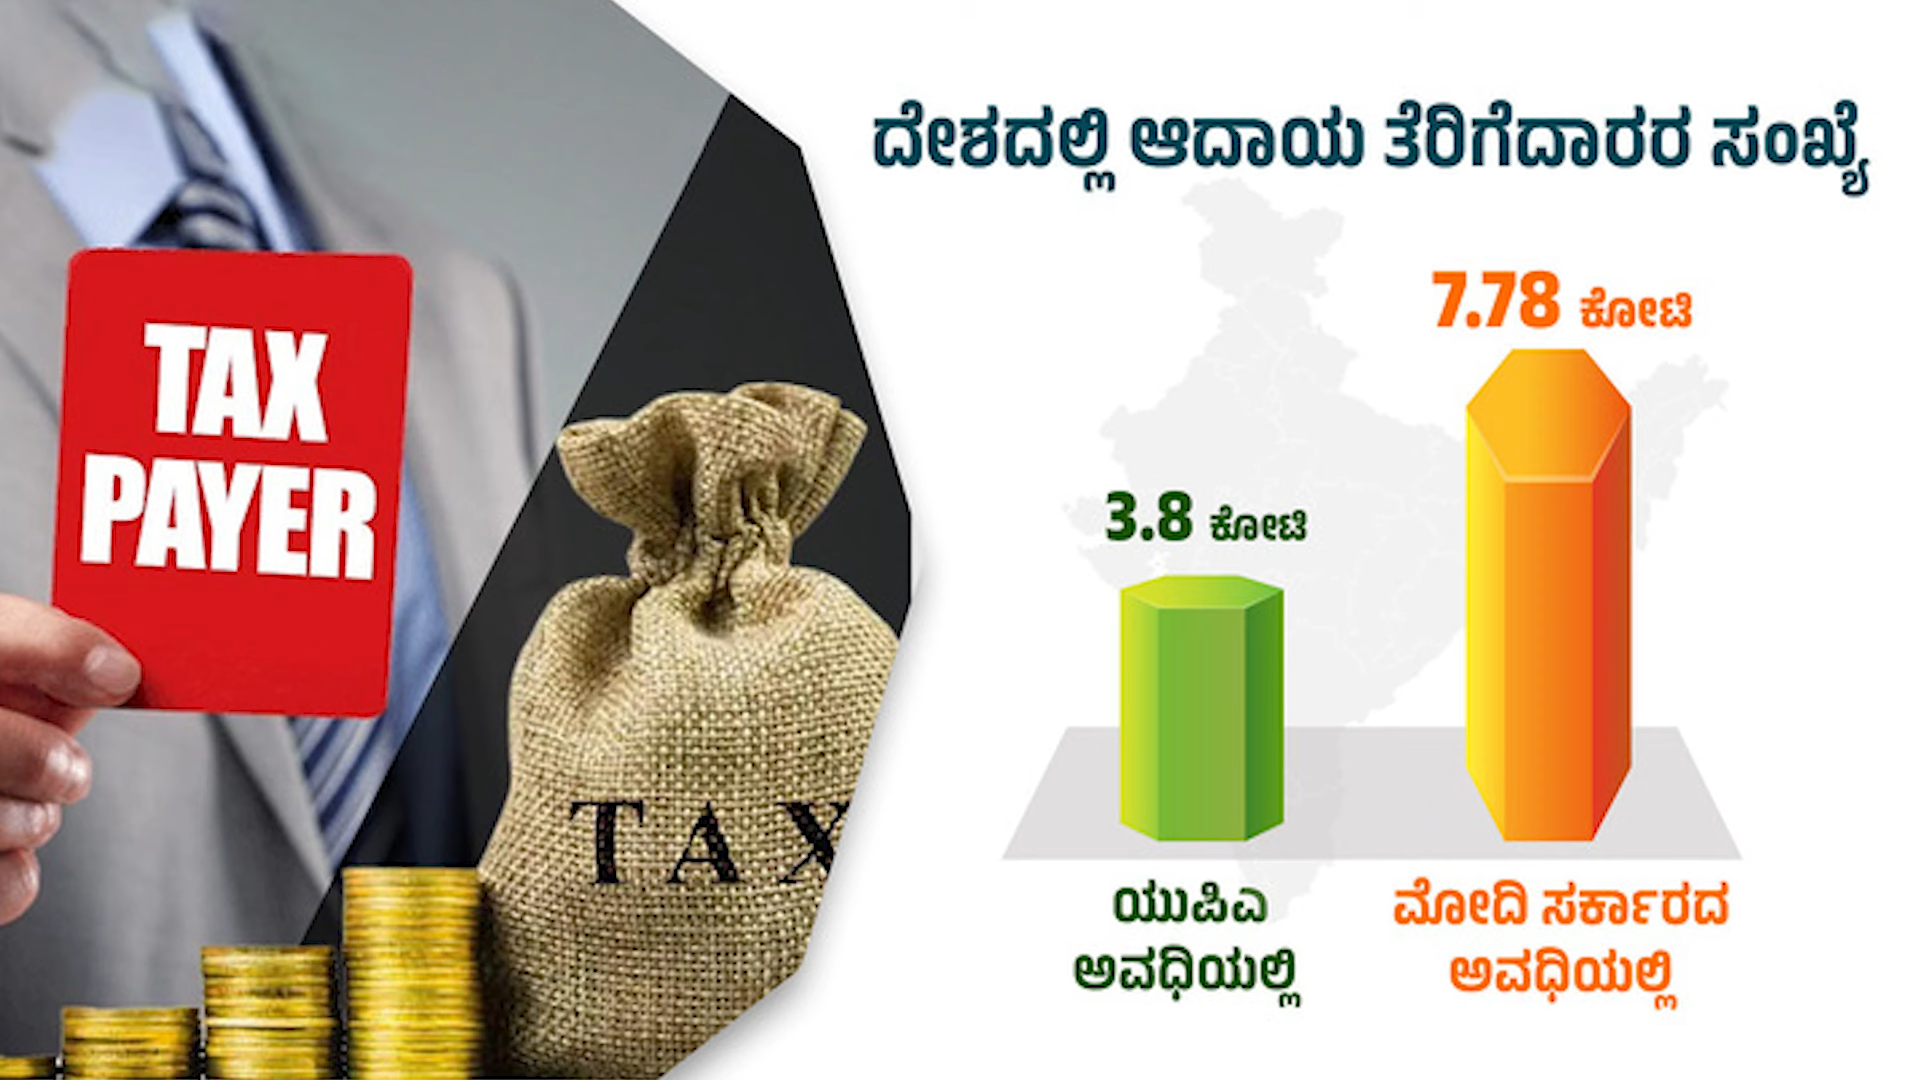 TAX
PAYER
TAX
ದೇಶದಲ್ಲಿ ಆದಾಯ ತೆರಿಗೆದಾರರ ಸಂಖ್ಯೆ
7.78 ಕೋಟಿ
3.8 ಕೋಟಿ
ಯುಪಿಎ
ಅವಧಿಯಲ್ಲಿ
ಮೋದಿ ಸರ್ಕಾರದ
ಅವಧಿಯಲ್ಲಿ